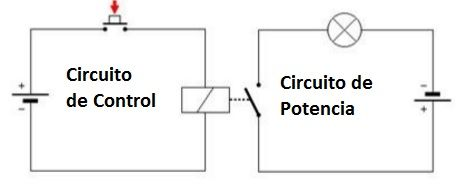 Circuito
de Control
Circuito de
Potencia
+
−
−
+